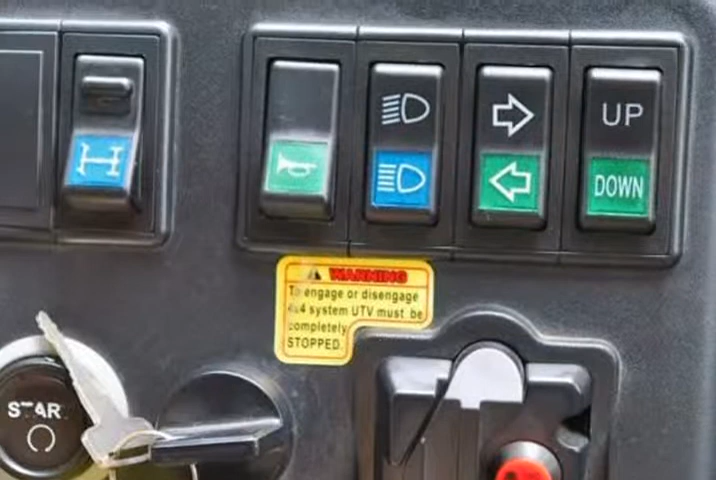 UP
DOWN
WARNING
To engage or disengage
4x4 system UTV must be
completely
STOPPED.
START